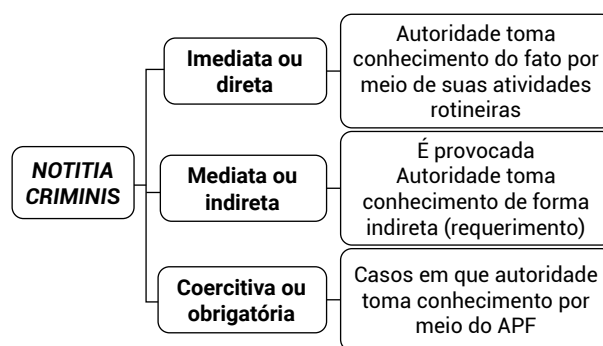 NOTITIA
CRIMINIS
Imediata ou
direta
Autoridade toma
conhecimento do fato por
meio de suas atividades
rotineiras
Mediata ou
indireta
É provocada
Autoridade toma
conhecimento de forma
indireta (requerimento)
Coercitiva ou
obrigatória
Casos em que autoridade
toma conhecimento por
meio do APF